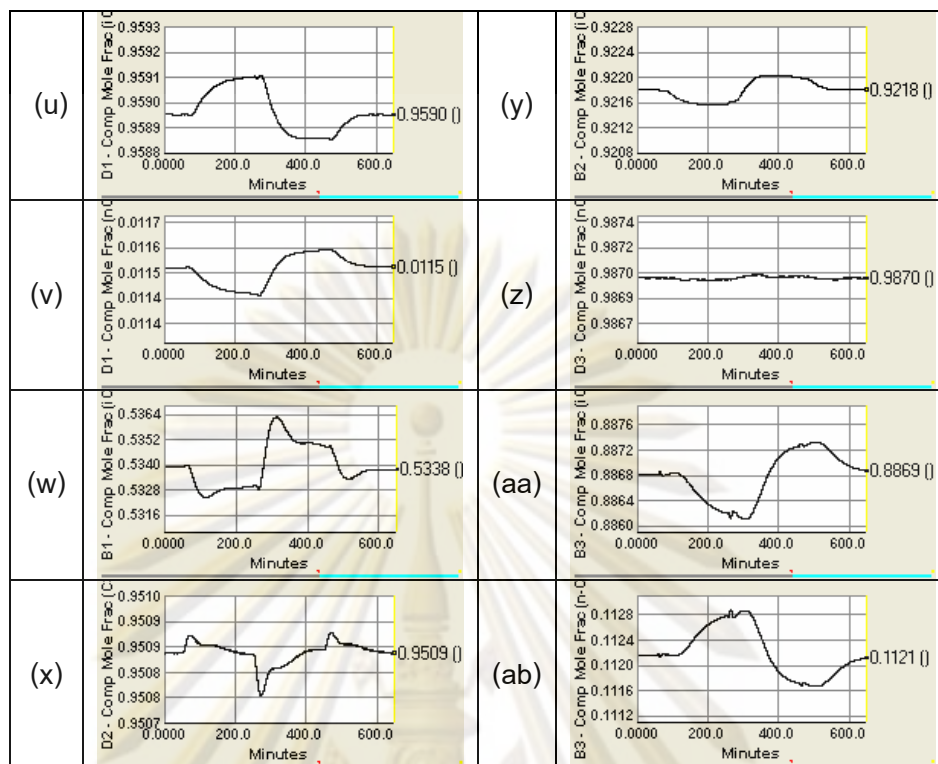 (u)
D1 - Comp Mole Frac (i C
0.9593
0.9592
0.9591
0.9590
0.9589
0.9588
0.9590 ()
0.0000 200.0 400.0 600.0
Minutes
(y)
B2 - Comp Mole Frac (i C
0.9228
0.9224
0.9220
0.9216
0.9212
0.9208
0.9218 ()
0.0000 200.0 400.0 600.0
Minutes
(v)
D1 - Comp Mole Frac (n-C
0.0117
0.0116
0.0115
0.0114
0.0114
0.0115 ()
0.0000 200.0 400.0 600.0
Minutes
(z)
D3 - Comp Mole Frac (n-C
0.9874
0.9872
0.9870
0.9869
0.9867
0.9870 ()
0.0000 200.0 400.0 600.0
Minutes
(w)
B1 - Comp Mole Frac (i C
0.5364
0.5352
0.5340
0.5328
0.5316
0.5338 ()
0.0000 200.0 400.0 600.0
Minutes
(aa)
B3 - Comp Mole Frac (i C
0.8876
0.8872
0.8868
0.8864
0.8860
0.8869 ()
0.0000 200.0 400.0 600.0
Minutes
(x)
D2 - Comp Mole Frac (C
0.9510
0.9509
0.9509
0.9508
0.9508
0.9507
0.9509 ()
0.0000 200.0 400.0 600.0
Minutes
(ab)
B3 - Comp Mole Frac (n-C
0.1128
0.1124
0.1120
0.1116
0.1112
0.1121 ()
0.0000 200.0 400.0 600.0
Minutes